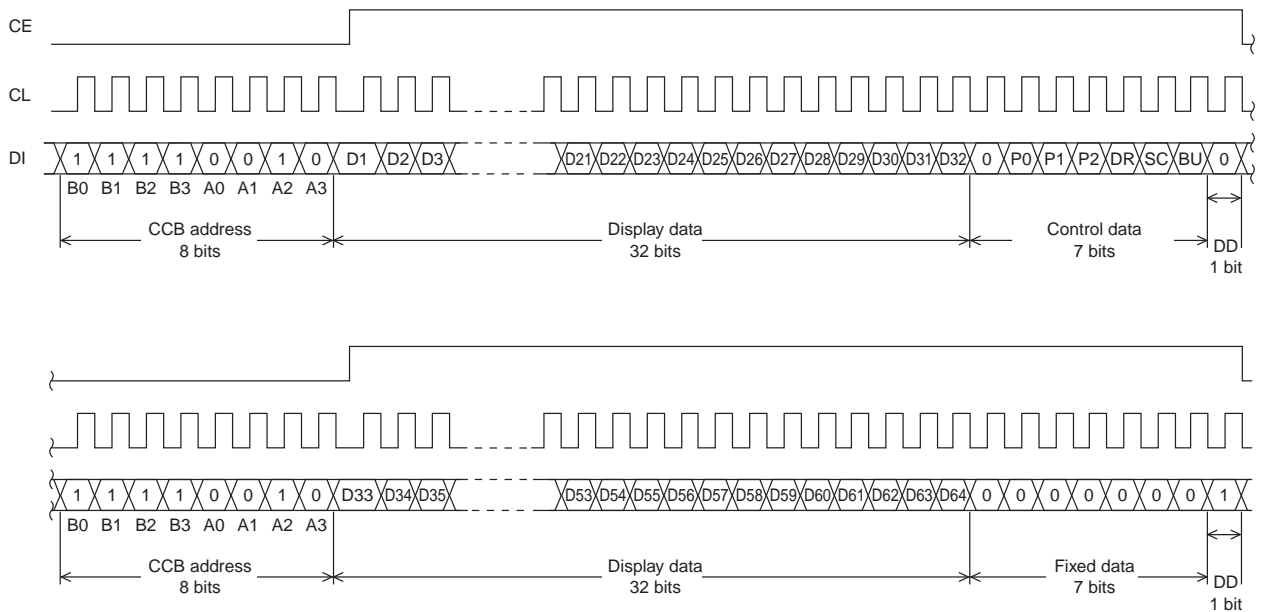 CE
CL
DI 1 1 1 1 0 0 1 0 D1 D2 D3 D21 D22 D23 D24 D25 D26 D27 D28 D29 D30 D31 D32 0 P0 P1 P2 DR SC BU 0
B0 B1 B2 B3 A0 A1 A2 A3
CCB address Display data Control data DD
8 bits 32 bits 7 bits 1 bit
1 1 1 1 0 0 1 0 D33 D34 D35 D53 D54 D55 D56 D57 D58 D59 D60 D61 D62 D63 D64 0 0 0 0 0 0 0 1
B0 B1 B2 B3 A0 A1 A2 A3
CCB address Display data Fixed data DD
8 bits 32 bits 7 bits 1 bit